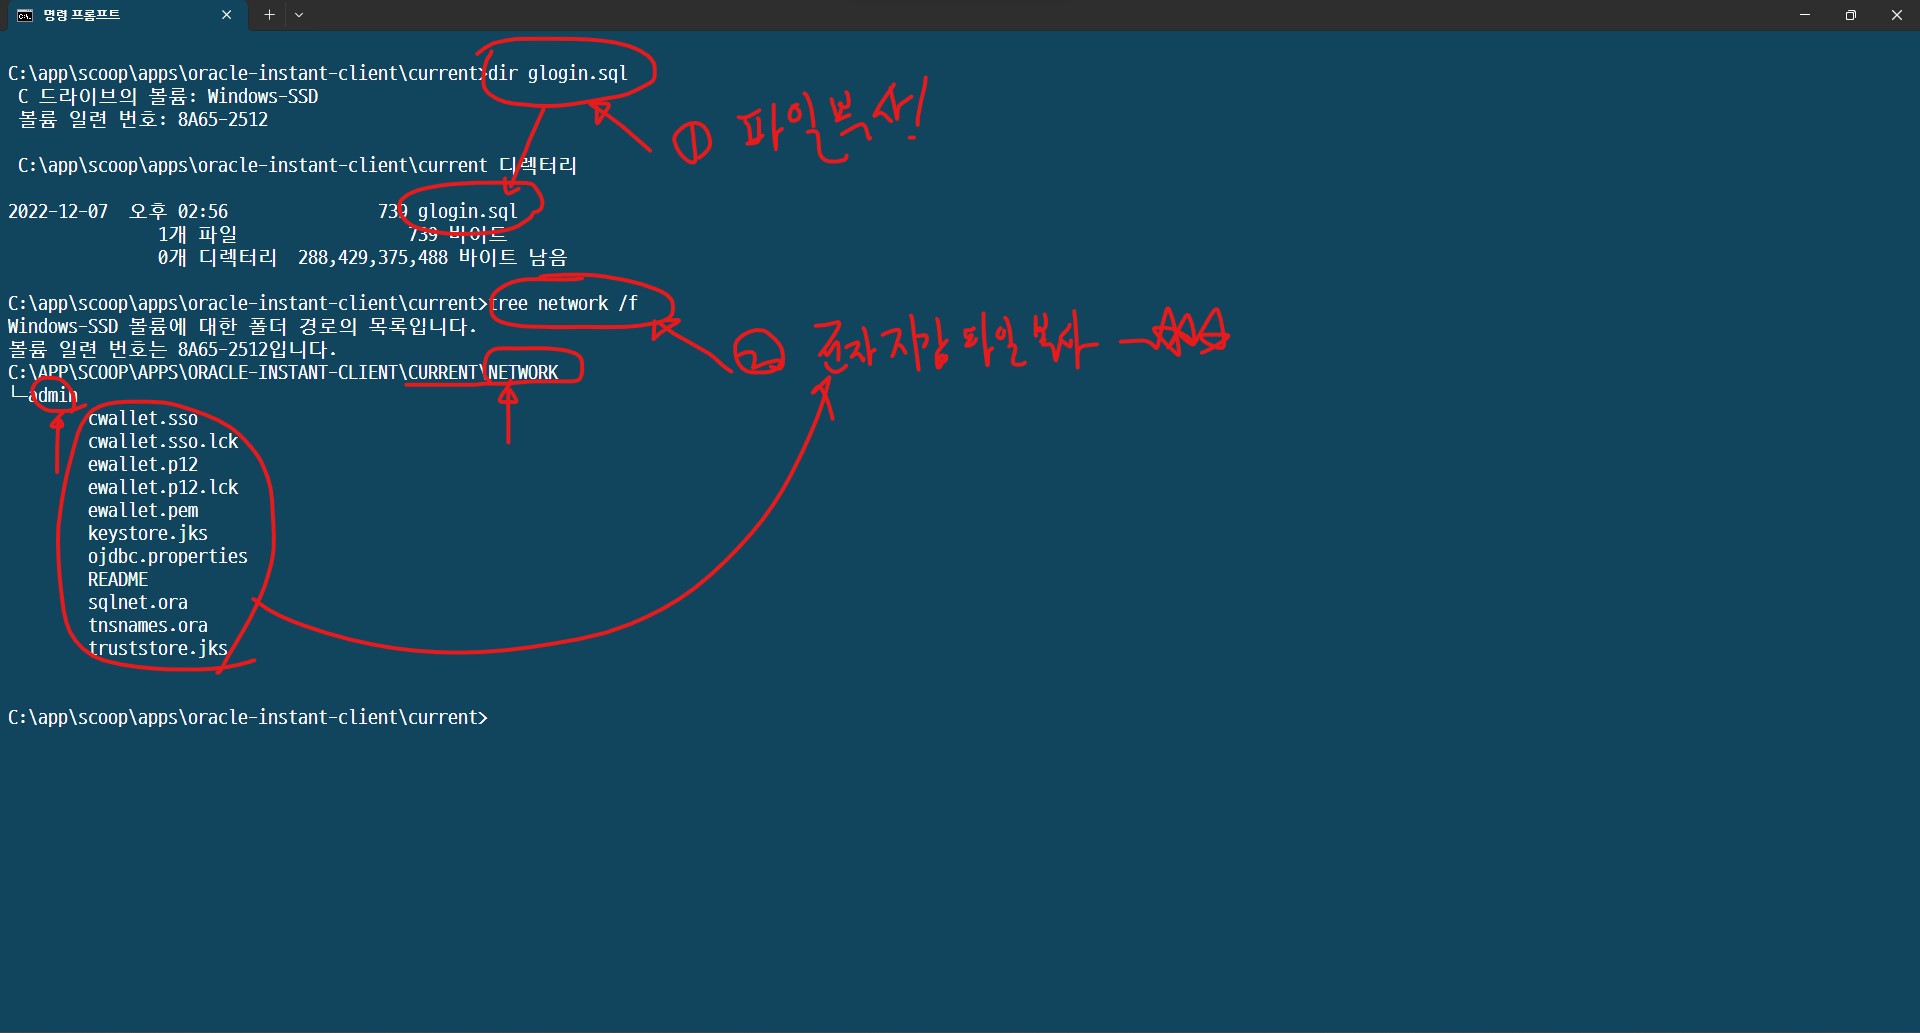 명령 프롬프트
C:\app\scoop\apps\oracle-instant-client\current>dir glogin.sql
C 드라이브의 볼륨: Windows-SSD
볼륨 일련 번호: 8A65-2512
① 파일복사!
C:\app\scoop\apps\oracle-instant-client\current 디렉터리
2022-12-07  오후 02:56               739 glogin.sql
1개 파일                 739 바이트
0개 디렉터리  288,429,375,488 바이트 남음
C:\app\scoop\apps\oracle-instant-client\current>tree network /f
Windows-SSD 볼륨에 대한 폴더 경로의 목록입니다.
② 전자지갑 파일복사
볼륨 일련 번호는 8A65-2512입니다.
C:\APP\SCOOP\APPS\ORACLE-INSTANT-CLIENT\CURRENT\NETWORK
└─admin
cwallet.sso
cwallet.sso.lck
ewallet.p12
ewallet.p12.lck
ewallet.pem
keystore.jks
ojdbc.properties
README
sqlnet.ora
tnsnames.ora
truststore.jks
C:\app\scoop\apps\oracle-instant-client\current>